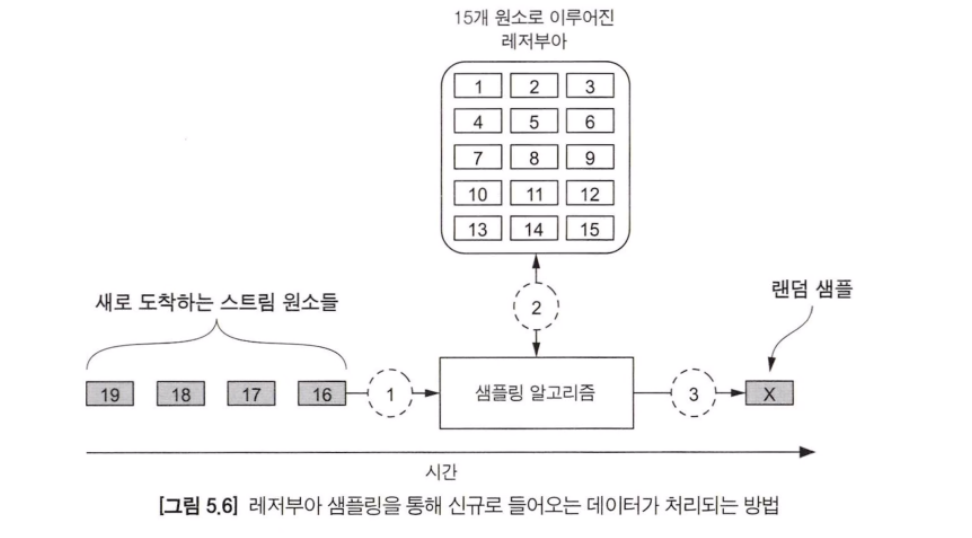 15개 원소로 이루어진
레저부아
1 2 3
4 5 6
7 8 9
10 11 12
13 14 15
새로 도착하는 스트림 원소들
랜덤 샘플
2
19 18 17 16 1 샘플링 알고리즘 3 X
시간
[그림 5.6] 레저부아 샘플링을 통해 신규로 들어오는 데이터가 처리되는 방법